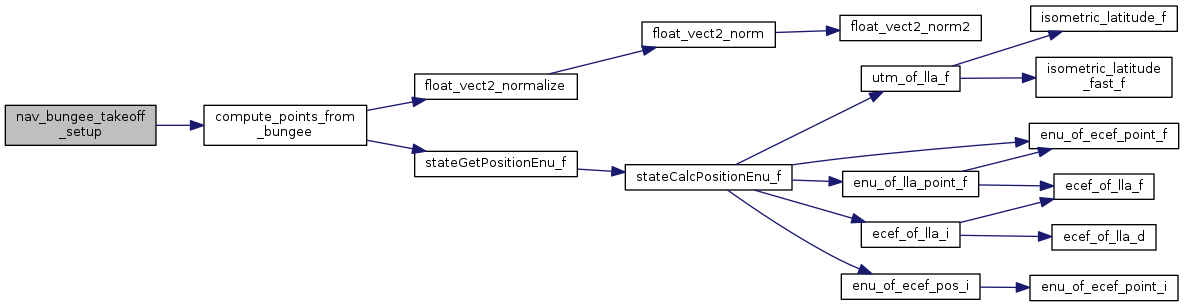 nav_bungee_takeoff
_setup
compute_points_from
_bungee
float_vect2_normalize
float_vect2_norm
float_vect2_norm2
stateGetPositionEnu_f
stateCalcPositionEnu_f
utm_of_lla_f
isometric_latitude_f
isometric_latitude
_fast_f
enu_of_ecef_point_f
enu_of_lla_point_f
ecef_of_lla_f
ecef_of_lla_i
ecef_of_lla_d
enu_of_ecef_pos_i
enu_of_ecef_point_i